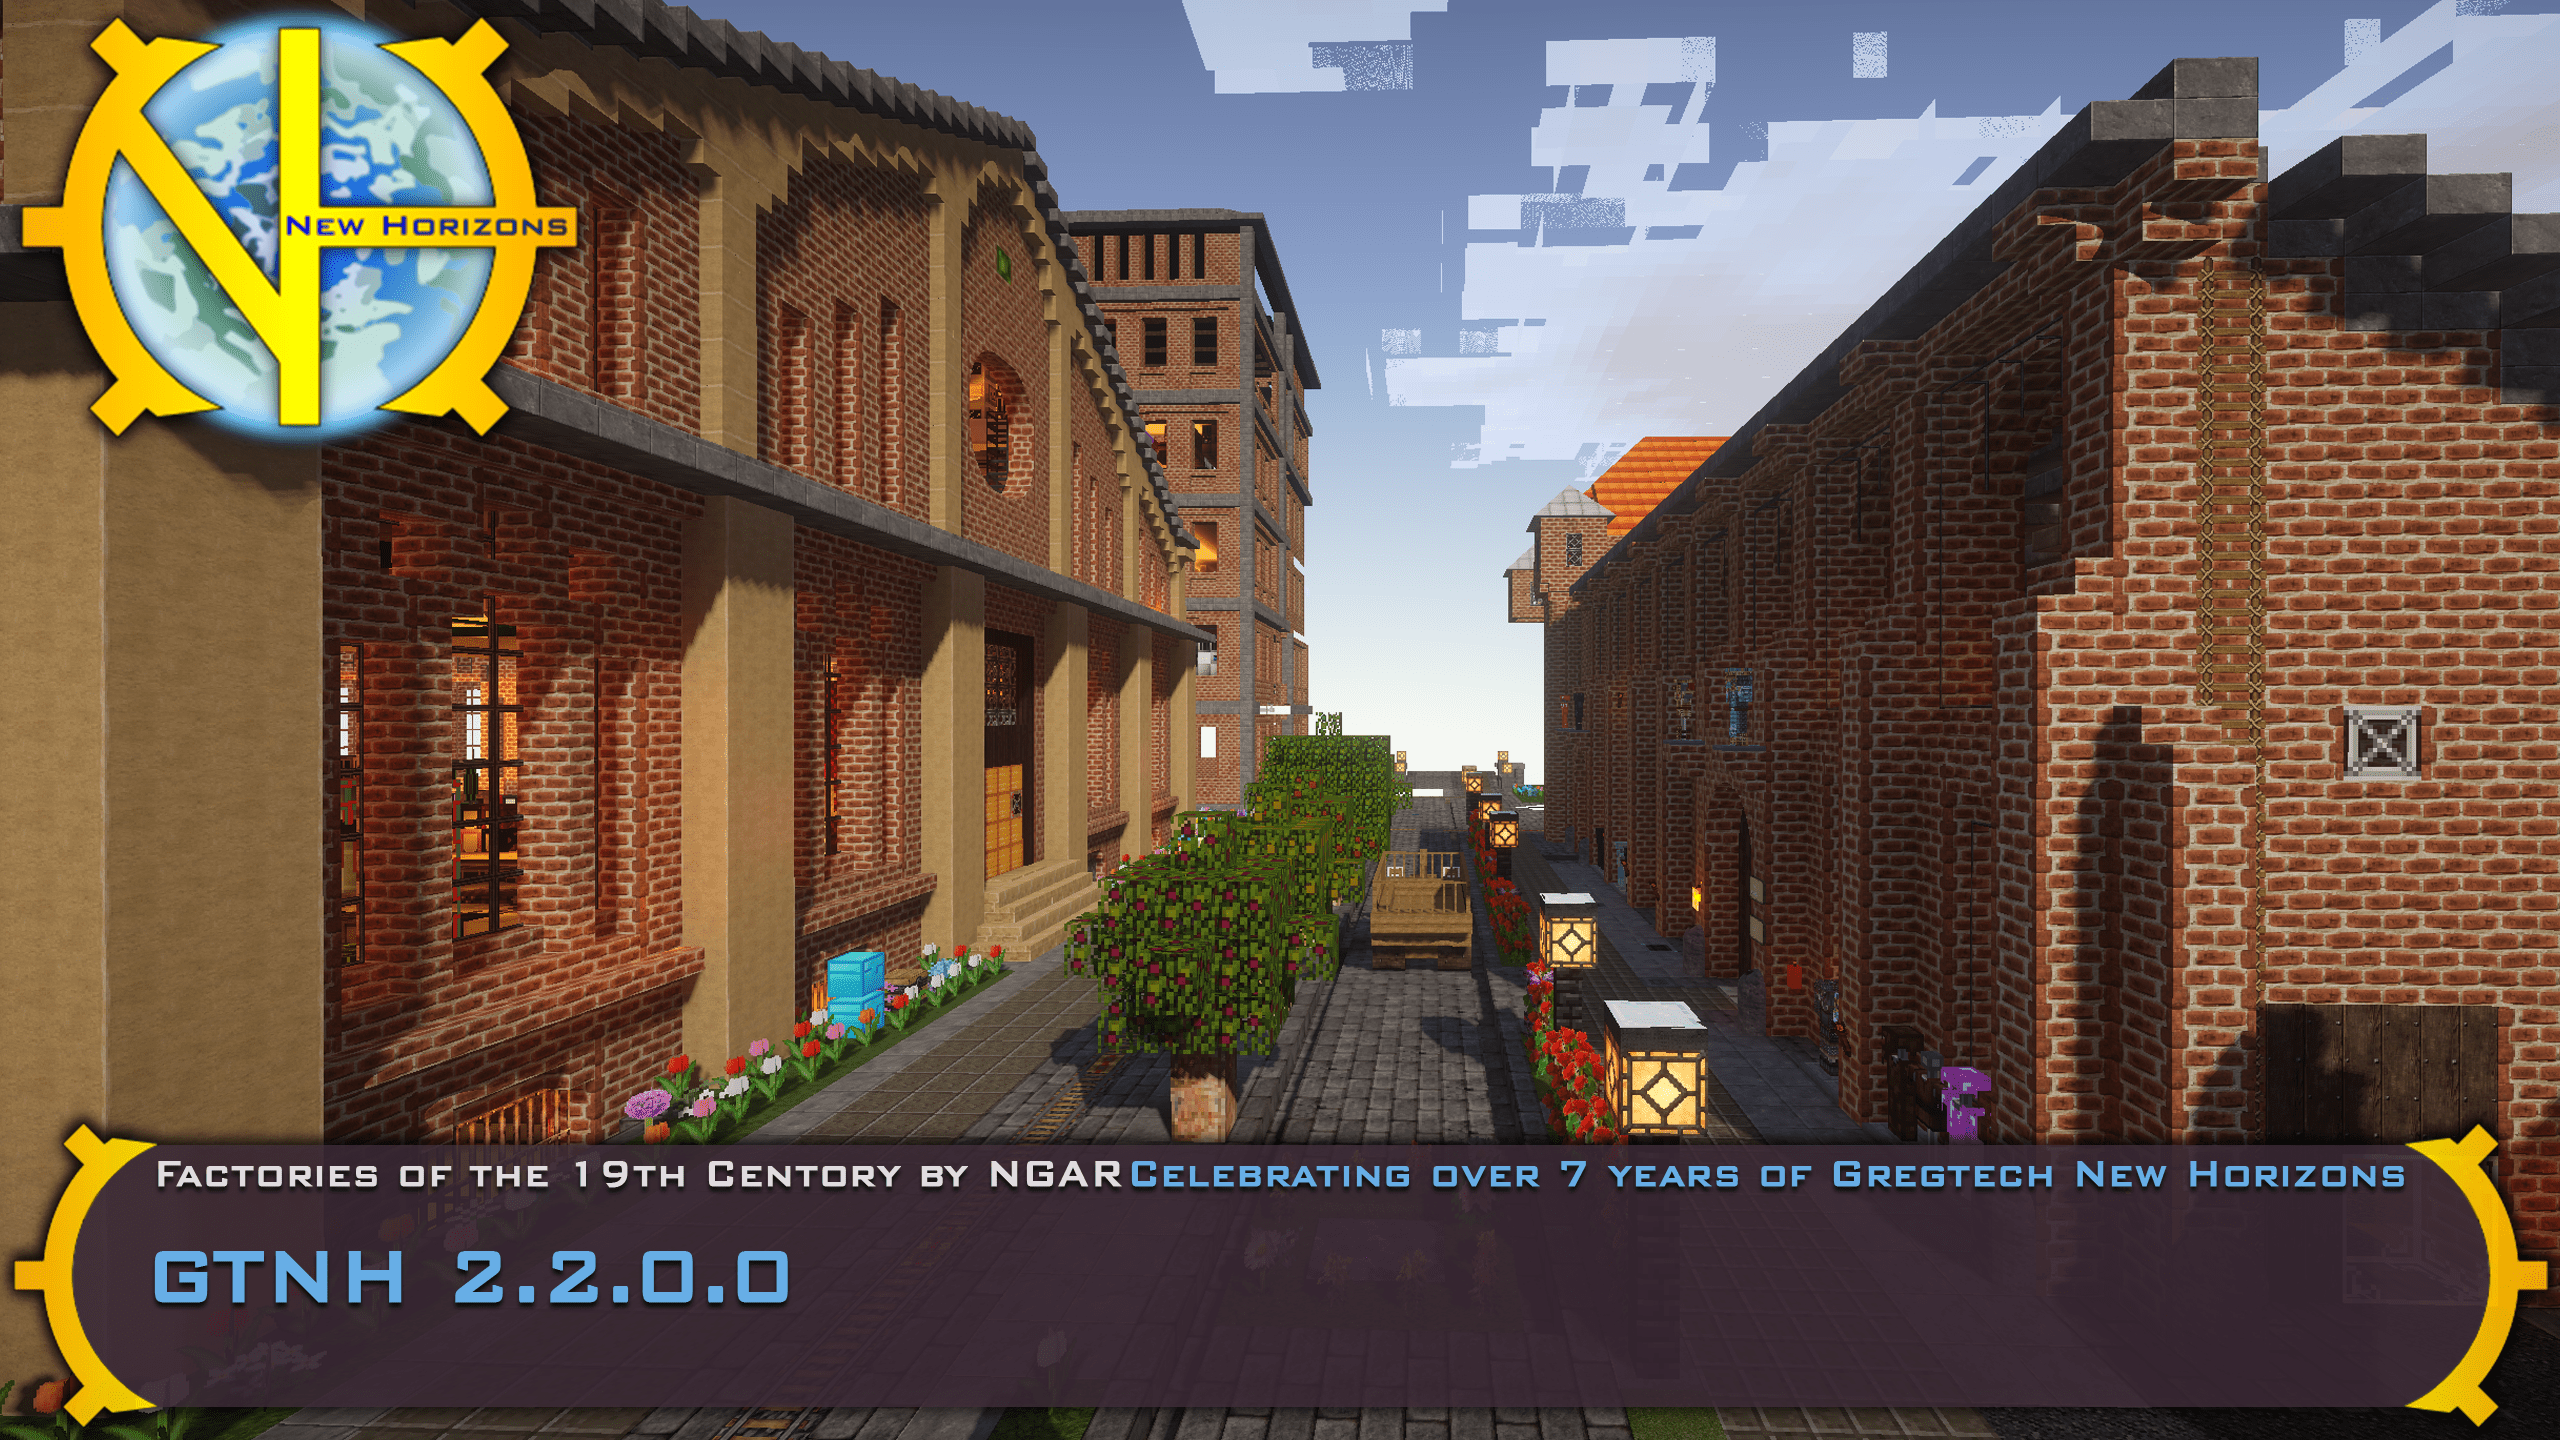 New Horizons
Factories of the 19th Centory by NGAR
Celebrating over 7 years of Gregtech New Horizons
GTNH 2.2.0.0